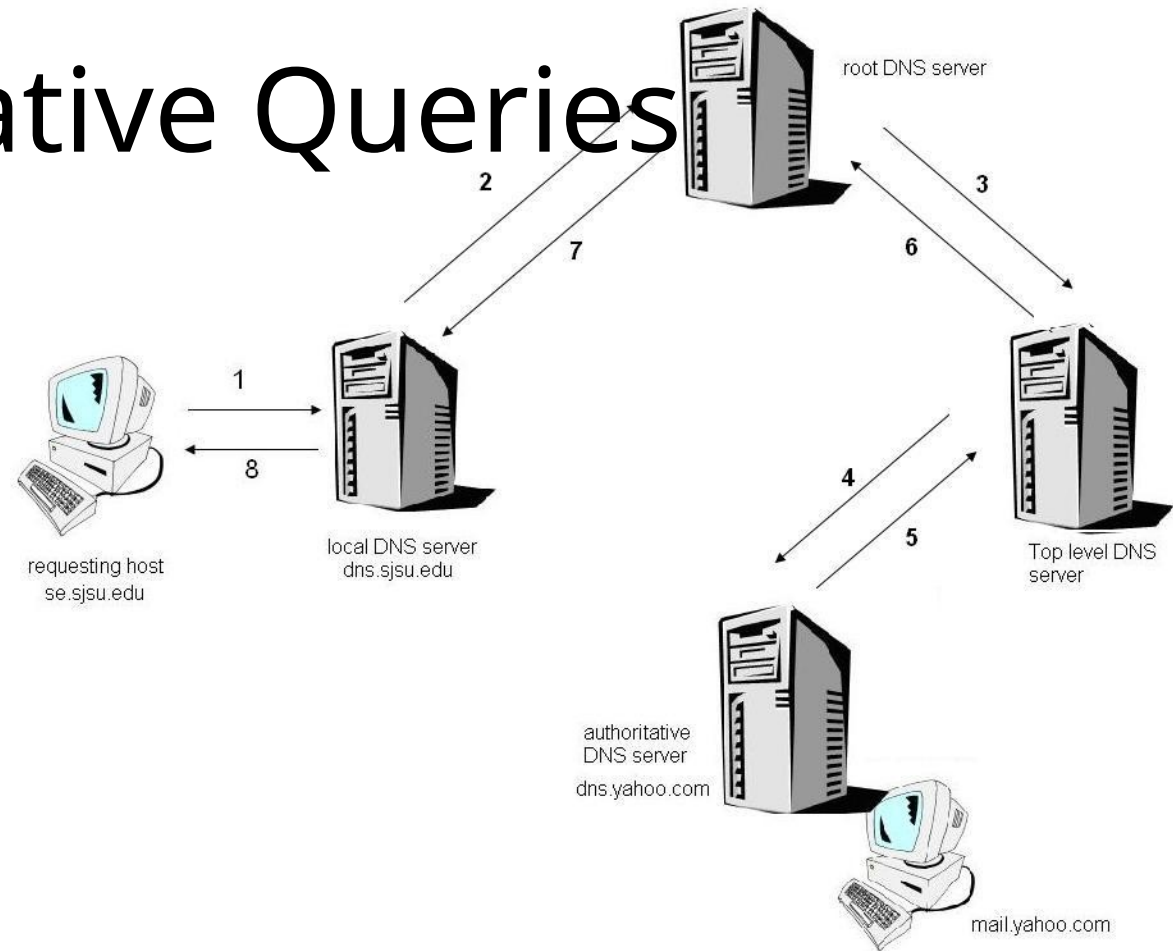 ative Queries
root DNS server
2
3
7
6
1
8
4
5
local DNS server
dns.sjsu.edu
requesting host
se.sjsu.edu
Top level DNS
server
authoritative
DNS server
dns.yahoo.com
mail.yahoo.com